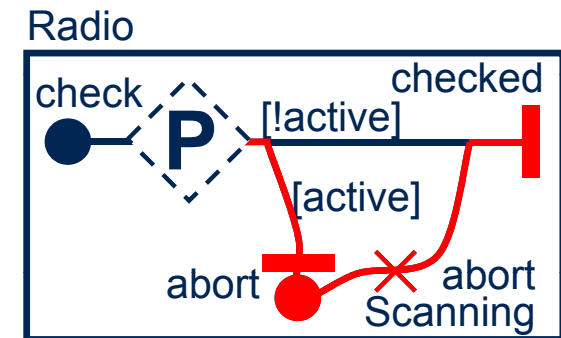 Radio
checked
check
P
[!active]
[active]
abort
abort
Scanning